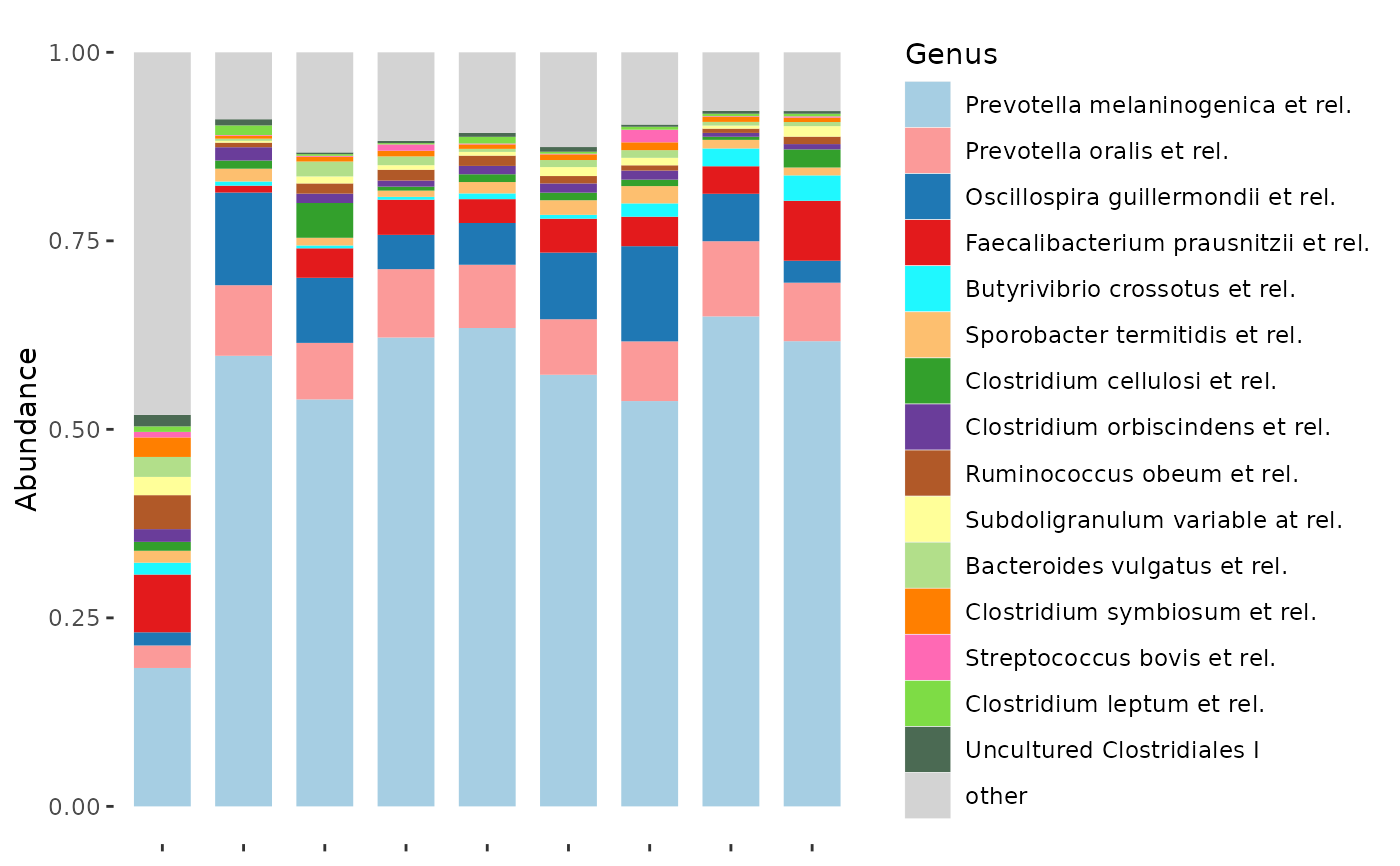 1.00
0.75
0.50
0.25
0.00
Abundance
Genus
Prevotella melaninogenica et rel.
Prevotella oralis et rel.
Oscillospira guillermondii et rel.
Faecalibacterium prausnitzii et rel.
Butyrivibrio crossotus et rel.
Sporobacter termitidis et rel.
Clostridium cellulosi et rel.
Clostridium orbiscindens et rel.
Ruminococcus obeum et rel.
Subdoligranulum variable at rel.
Bacteroides vulgatus et rel.
Clostridium symbiosum et rel.
Streptococcus bovis et rel.
Clostridium leptum et rel.
Uncultured Clostridiales I
other